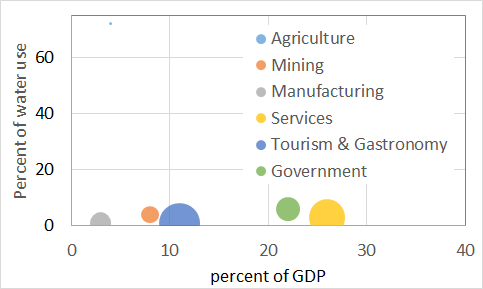 Percent of water use
60
40
20
0
Agriculture
Mining
Manufacturing
Services
Tourism & Gastronomy
Government
0 10 20 30 40
percent of GDP